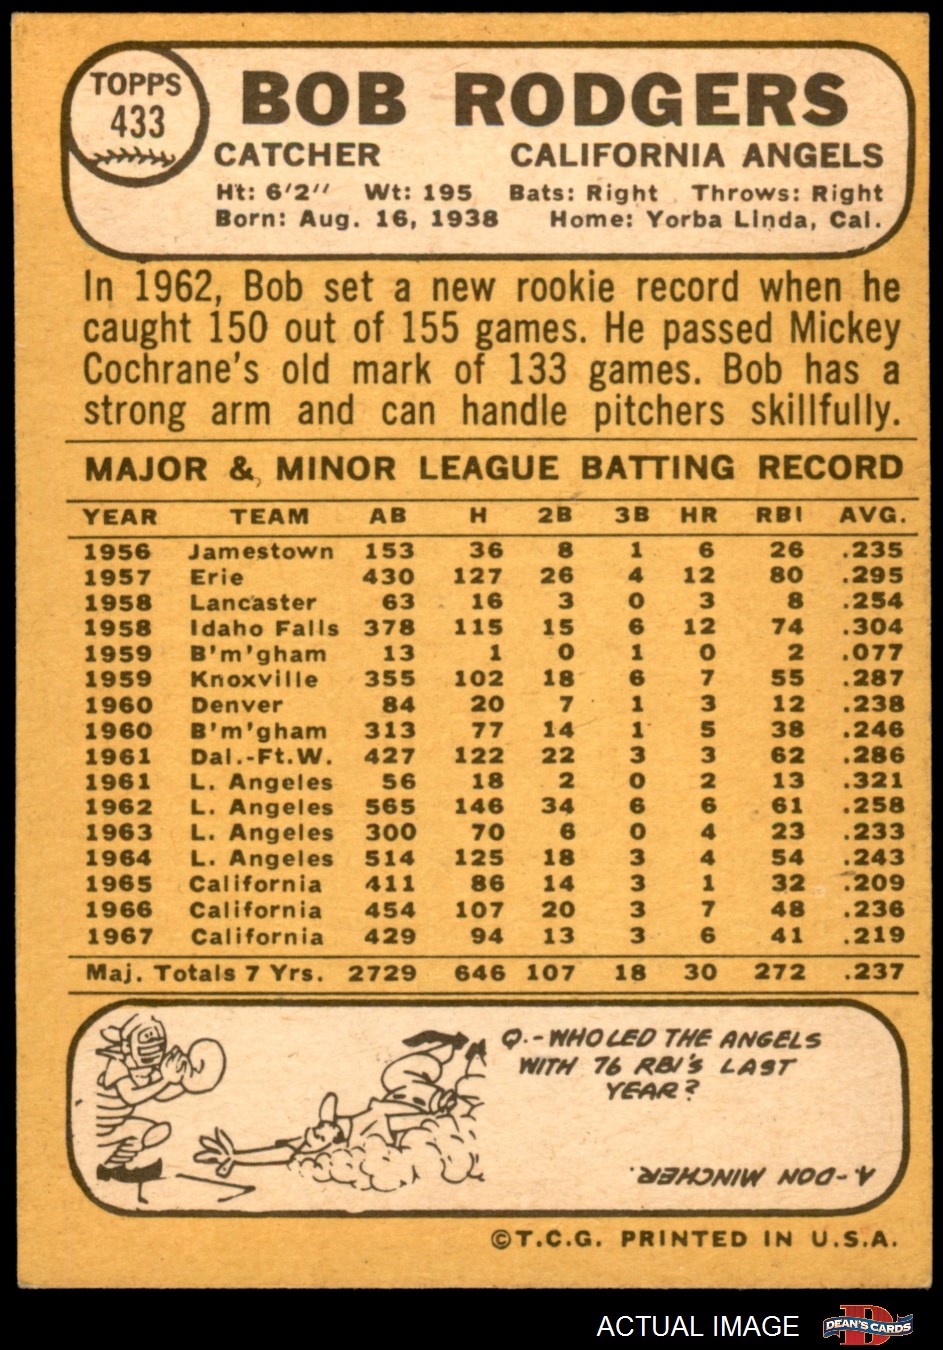 TOPPS
433
BOB RODGERS
CATCHER CALIFORNIA ANGELS
Ht: 6'2" Wt: 195 Bats: Right Throws: Right
Born: Aug. 16, 1938 Home: Yorba Linda, Cal.
In 1962, Bob set a new rookie record when he
caught 150 out of 155 games. He passed Mickey
Cochrane's old mark of 133 games. Bob has a
strong arm and can handle pitchers skillfully.
MAJOR & MINOR LEAGUE BATTING RECORD
YEAR TEAM AB H 2B 3B HR RBI AVG.
1956 Jamestown 153 36 8 1 6 26 .235
1957 Erie 430 127 26 4 12 80 .295
1958 Lancaster 63 16 3 0 3 8 .254
1958 Idaho Falls 378 115 15 6 12 74 .304
1959 B'm'gham 13 1 0 1 0 2 .077
1959 Knoxville 355 102 18 6 7 55 .287
1960 Denver 84 20 7 1 3 12 .238
1960 B'm'gham 313 77 14 1 5 38 .246
1961 Dal.-Ft.W. 427 122 22 3 3 62 .286
1961 L. Angeles 56 18 2 0 2 13 .321
1962 L. Angeles 565 146 34 6 6 61 .258
1963 L. Angeles 300 70 6 0 4 23 .233
1964 L. Angeles 514 125 18 3 4 54 .243
1965 California 411 86 14 3 1 32 .209
1966 California 454 107 20 3 7 48 .236
1967 California 429 94 13 3 6 41 .219
Maj. Totals 7 Yrs. 2729 646 107 18 30 272 .237
Q.-WHO LED THE ANGELS
WITH 76 RBI'S LAST
YEAR?
A.-DON MINCHER.
©T.C.G. PRINTED IN U.S.A.
ACTUAL IMAGE
D
DEAN'S CARDS